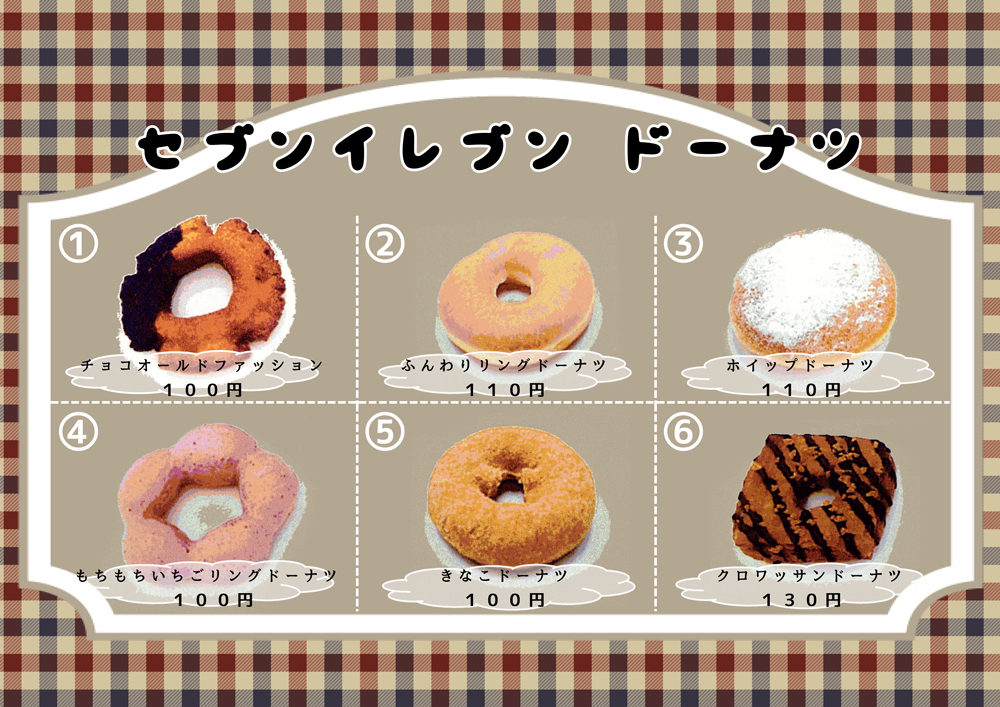 セブンイレブン ドーナツ
①
チョコオールドファッション
100円
②
ふんわりリングドーナツ
110円
③
ホイップドーナツ
110円
④
もちもちいちごリングドーナツ
100円
⑤
きなこドーナツ
100円
⑥
クロワッサンドーナツ
130円